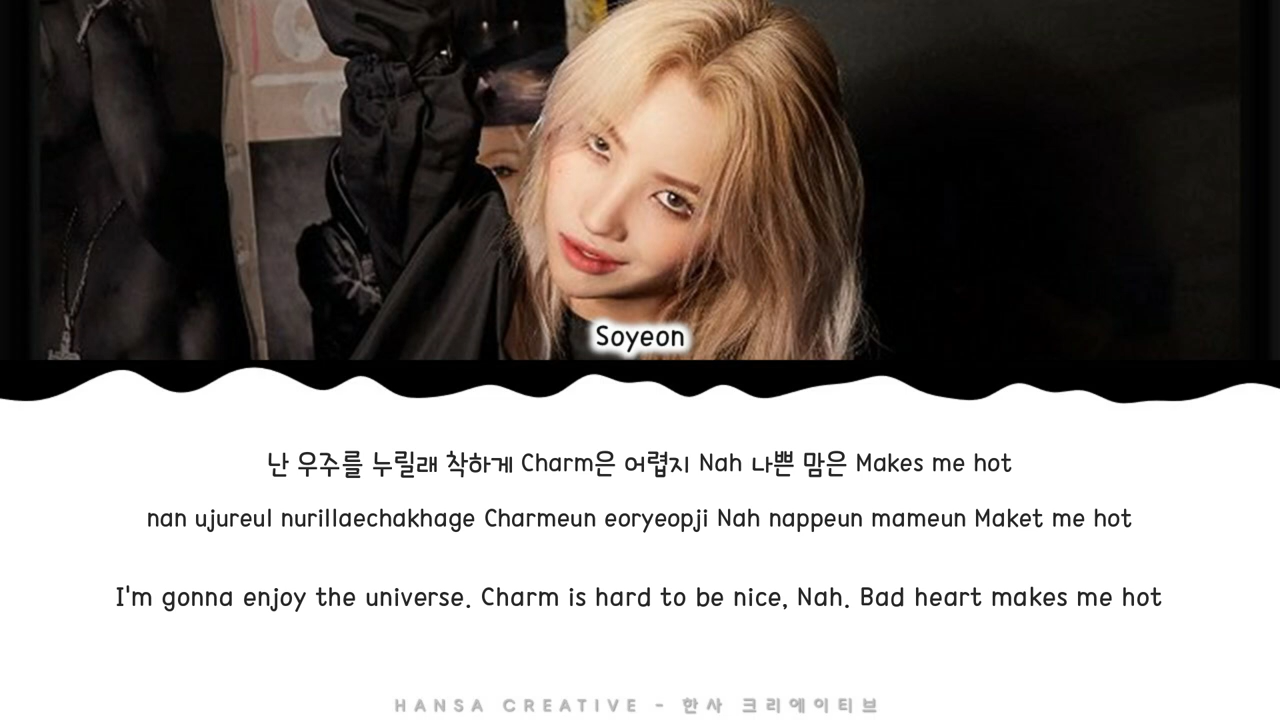 Soyeon
난 우주를 누릴래 착하게 Charm은 어렵지 Nah 나쁜 맘은 Makes me hot
nan ujureul nurillaechakhage Charmeun eoryeopji Nah nappeun mameun Maket me hot
I'm gonna enjoy the universe. Charm is hard to be nice, Nah. Bad heart makes me hot
HANSA CREATIVE - 한사 크리에이티브